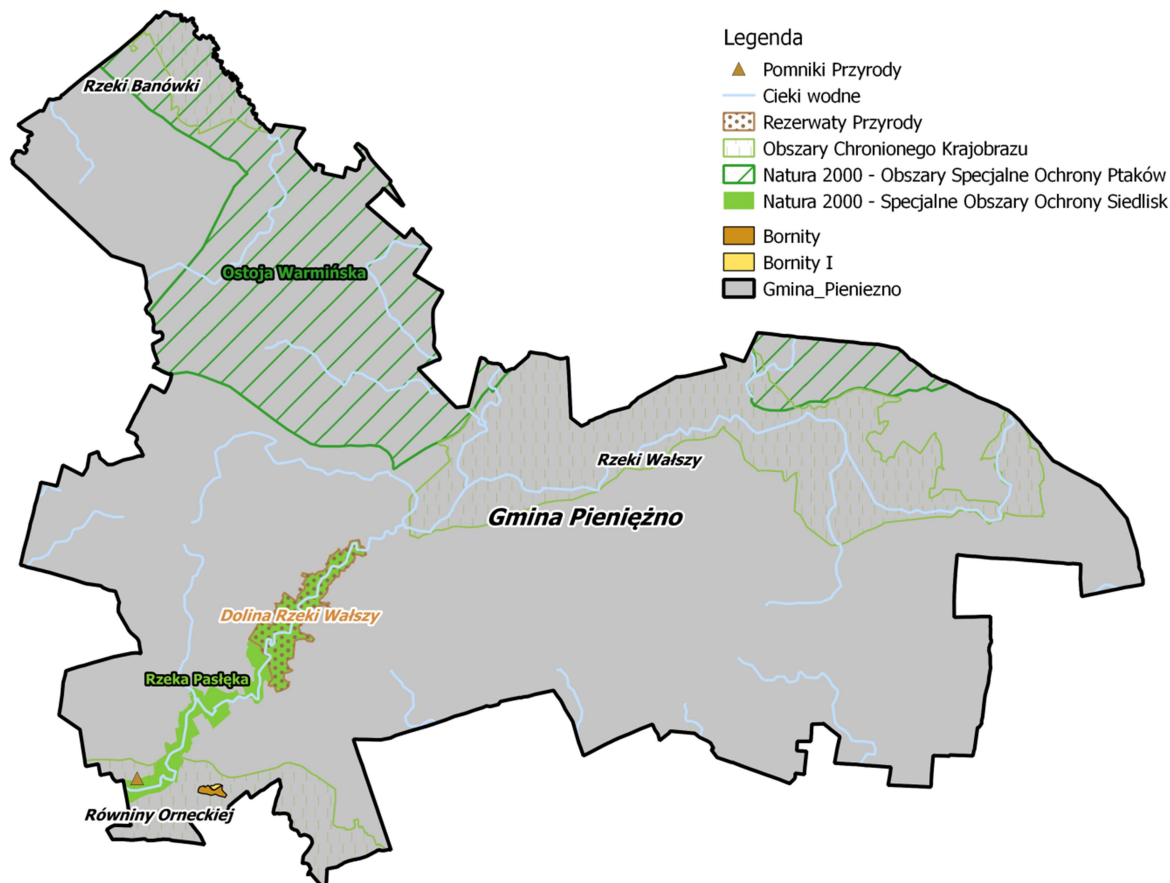 Legenda
Pomniki Przyrody
Cieki wodne
Rezerwaty Przyrody
Obszary Chronionego Krajobrazu
Natura 2000 - Obszary Specjalne Ochrony Ptaków
Natura 2000 - Specjalne Obszary Ochrony Siedlisk
Bornity
Bornity I
Gmina_Pieniezno
Rzeki Banówki
Ostoja Warmińska
Rzeki Wałszy
Gmina Pieniężno
Dolina Rzeki Wałszy
Rzeka Pasłęka
Równiny Orneckiej